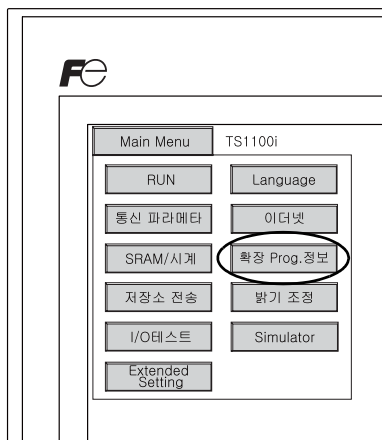 Fe
Main Menu TS1100i
RUN Language
통신 파라메타 이더넷
SRAM/시계 확장 Prog.정보
저장소 전송 밝기 조정
I/O테스트 Simulator
Extended
Setting